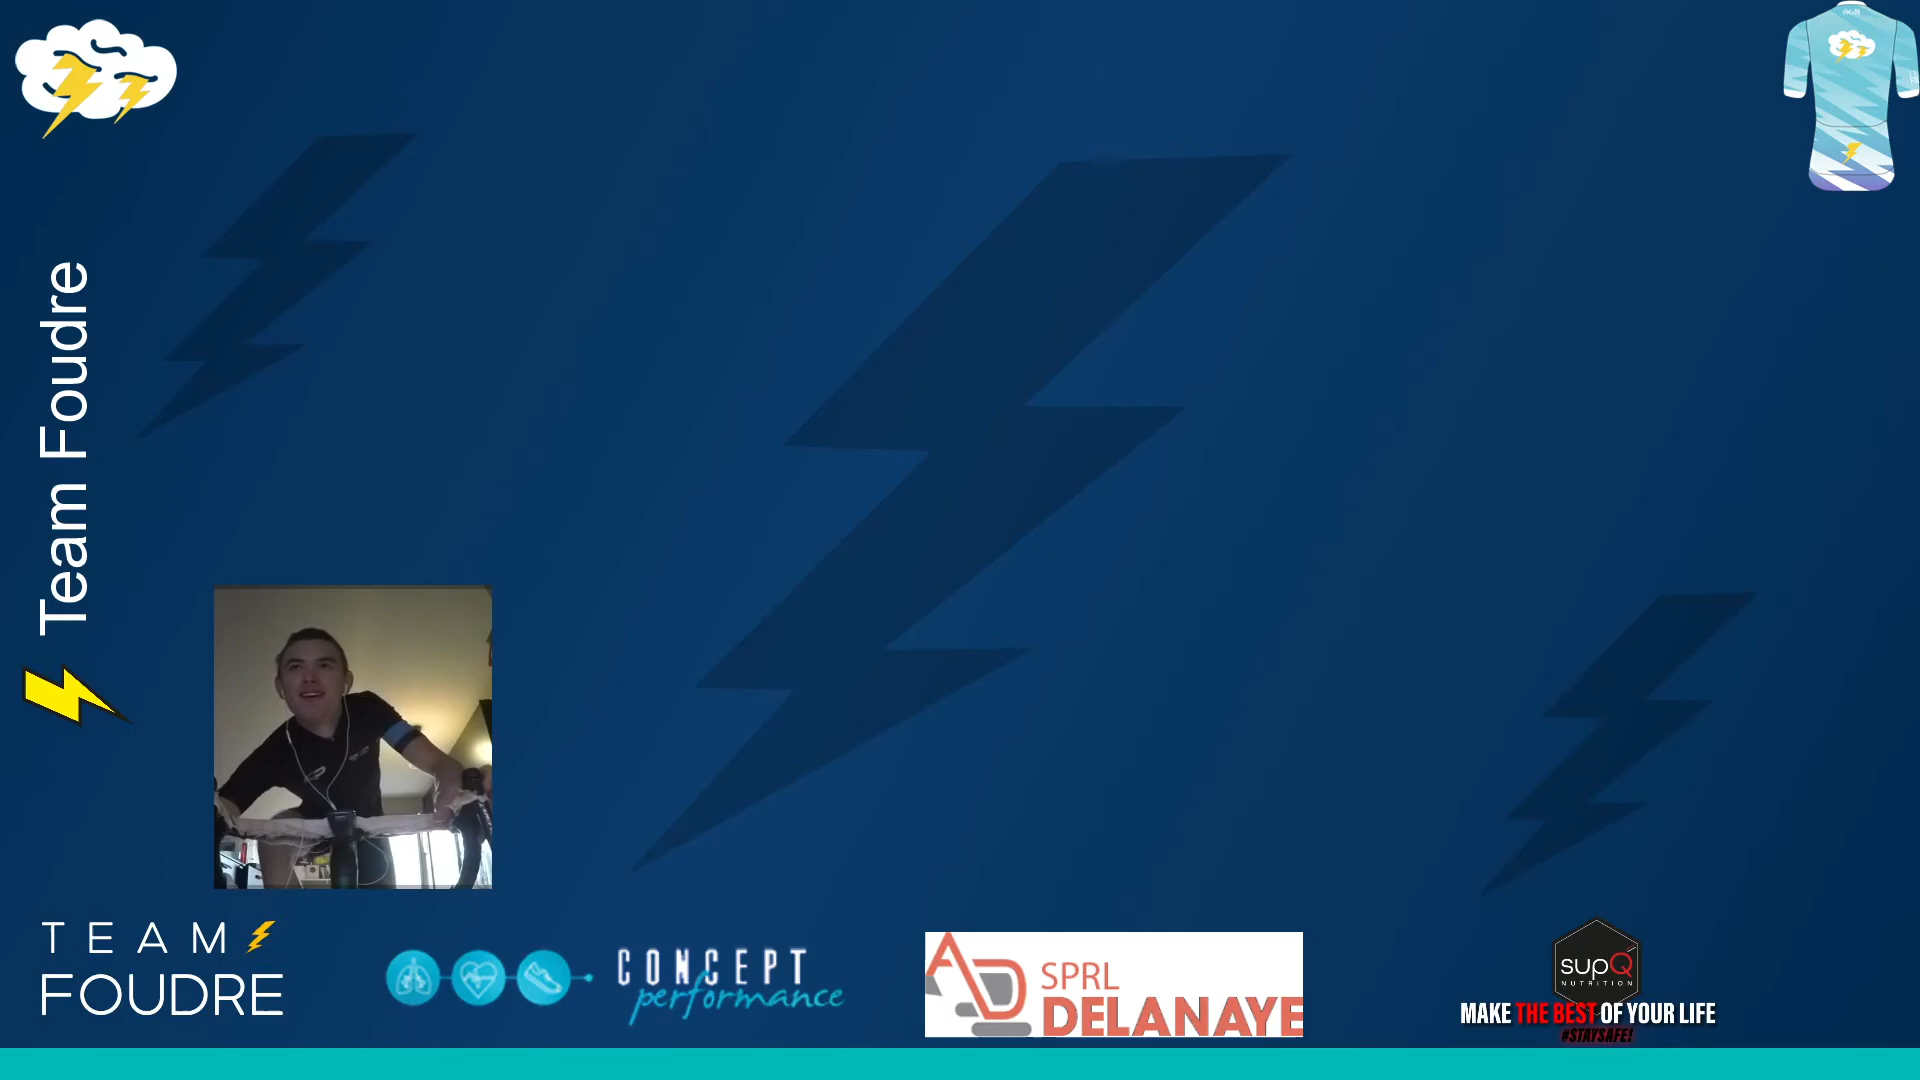 Team Foudre
TEAM
FOUDRE
CONCEPT
performance
SPRL
DELANAYE
supQ
NUTRITION
MAKE THE BEST OF YOUR LIFE
#STAYSAFE!